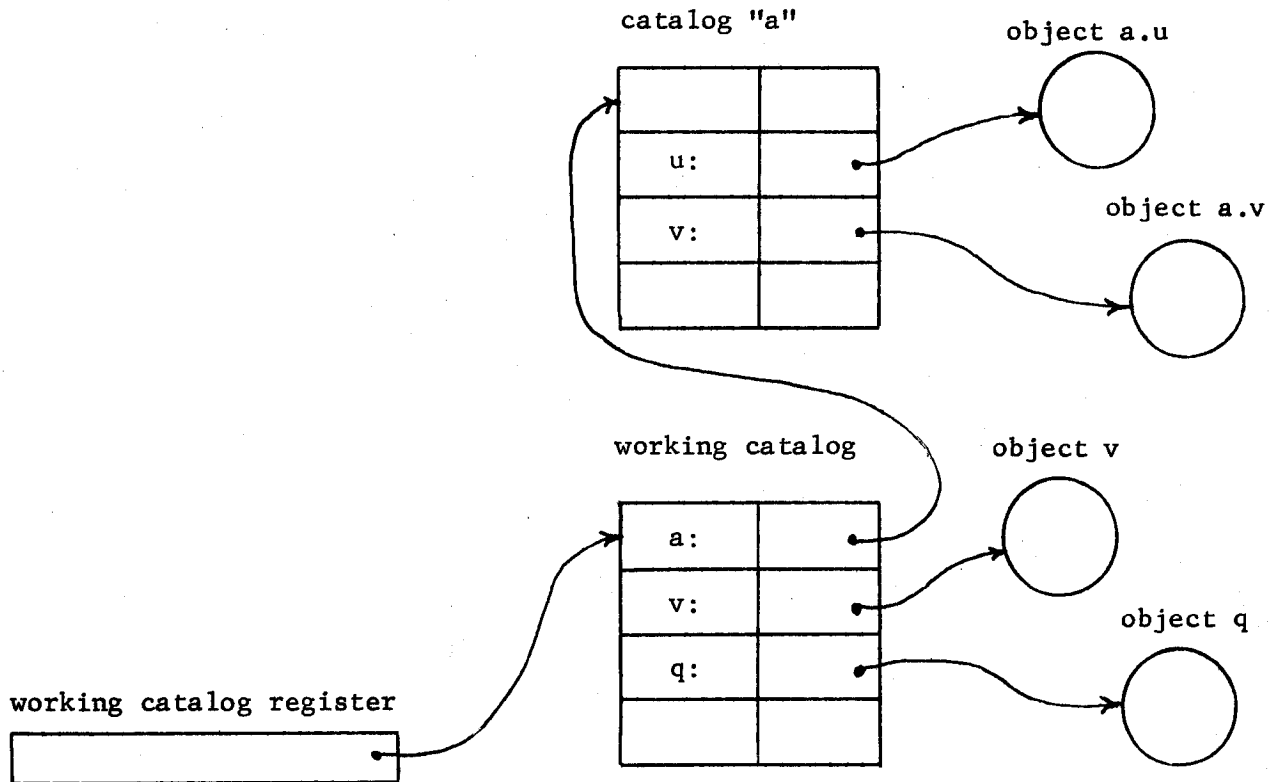 catalog "a"
object a.u
u:
object a.v
v:
working catalog
object v
a:
v:
object q
q:
working catalog register